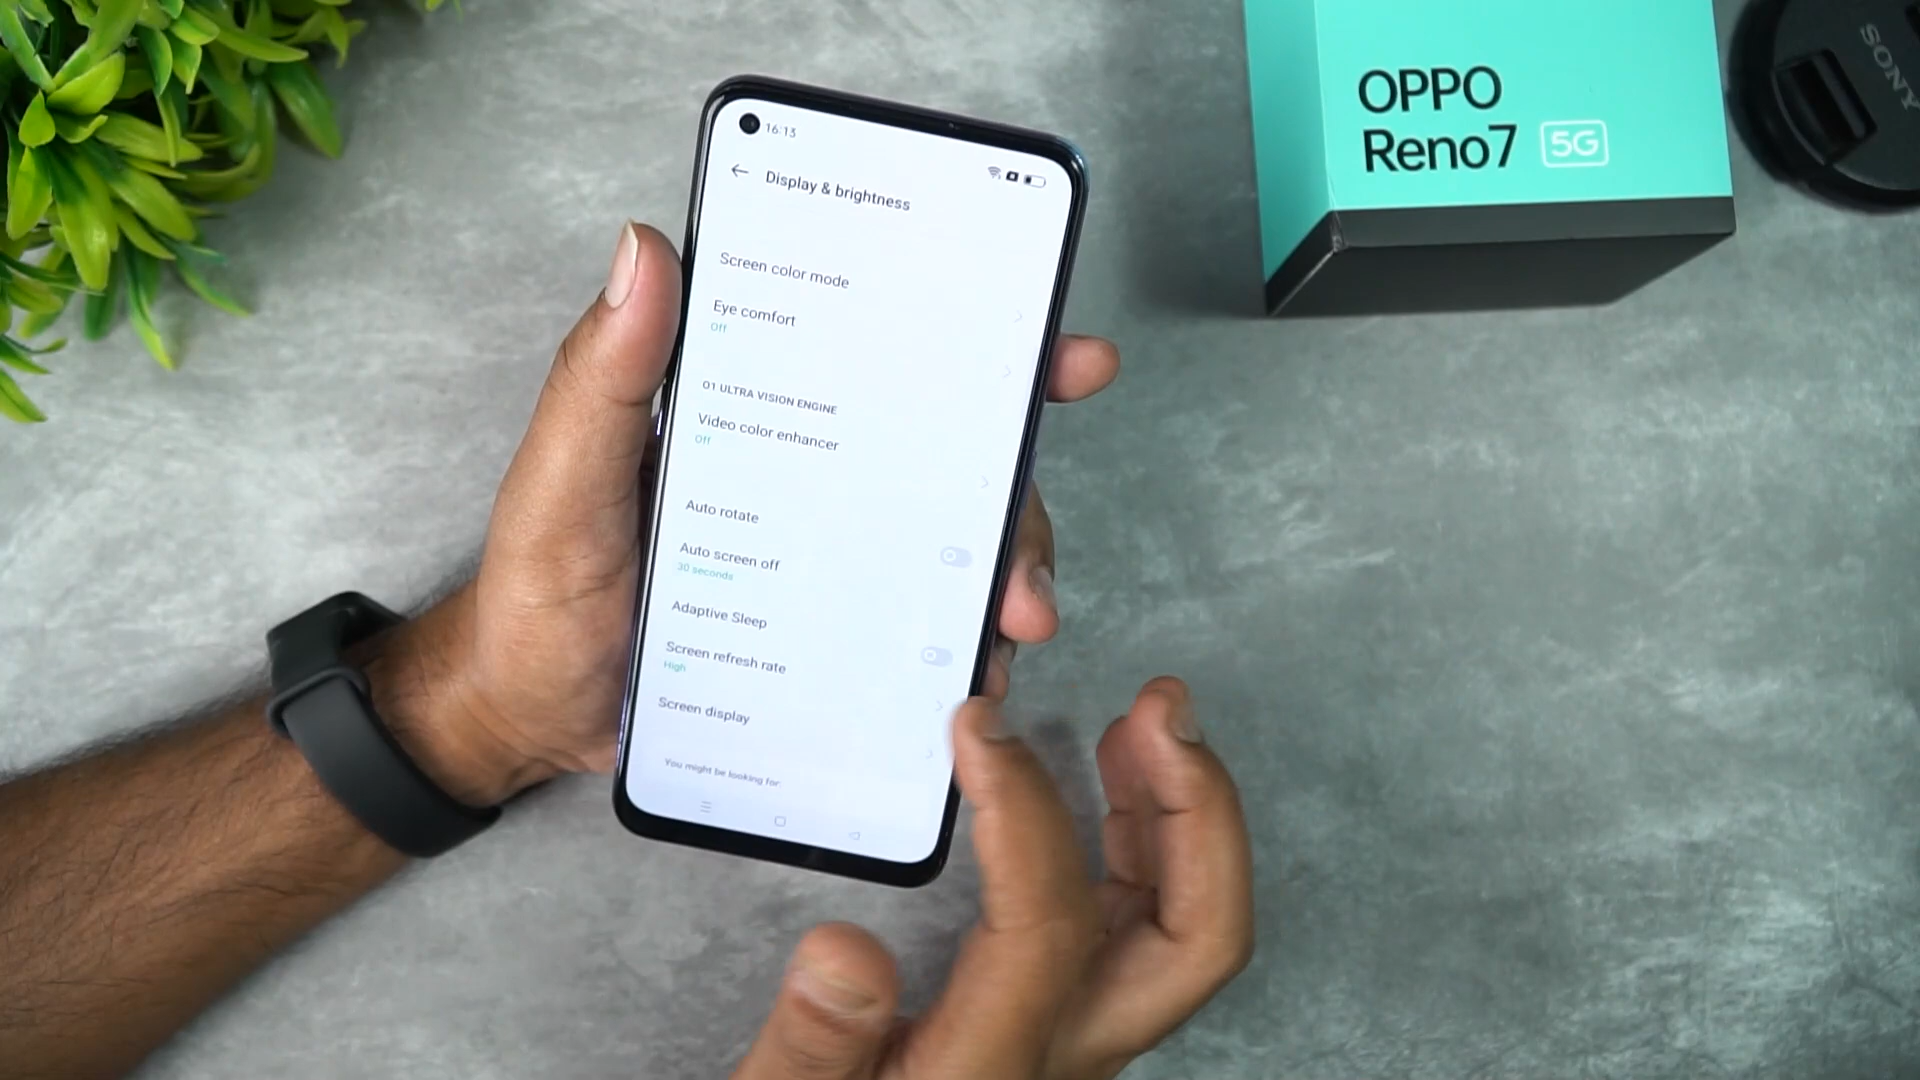 16:13
Display & brightness
Screen color mode
Eye comfort
Off
O1 ULTRA VISION ENGINE
Video color enhancer
Off
Auto rotate
Auto screen off
30 seconds
Adaptive Sleep
Screen refresh rate
High
Screen display
You might be looking for:
OPPO
Reno7 5G
SONY